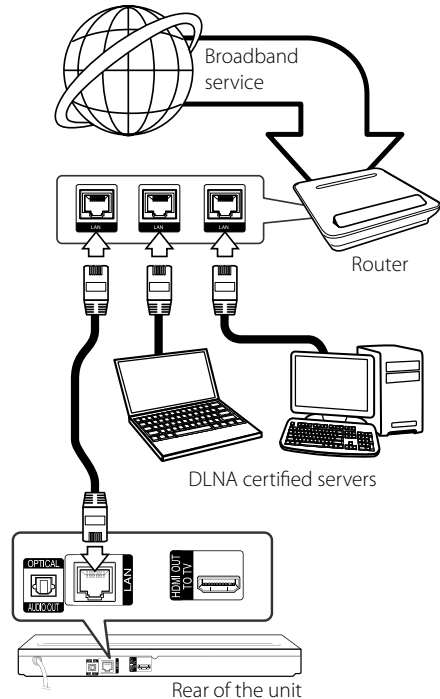 Broadband
service
LAN
LAN
LAN
Router
DLNA certified servers
OPTICAL
AUDIO OUT
LAN
HDMI OUT
TO TV
Rear of the unit